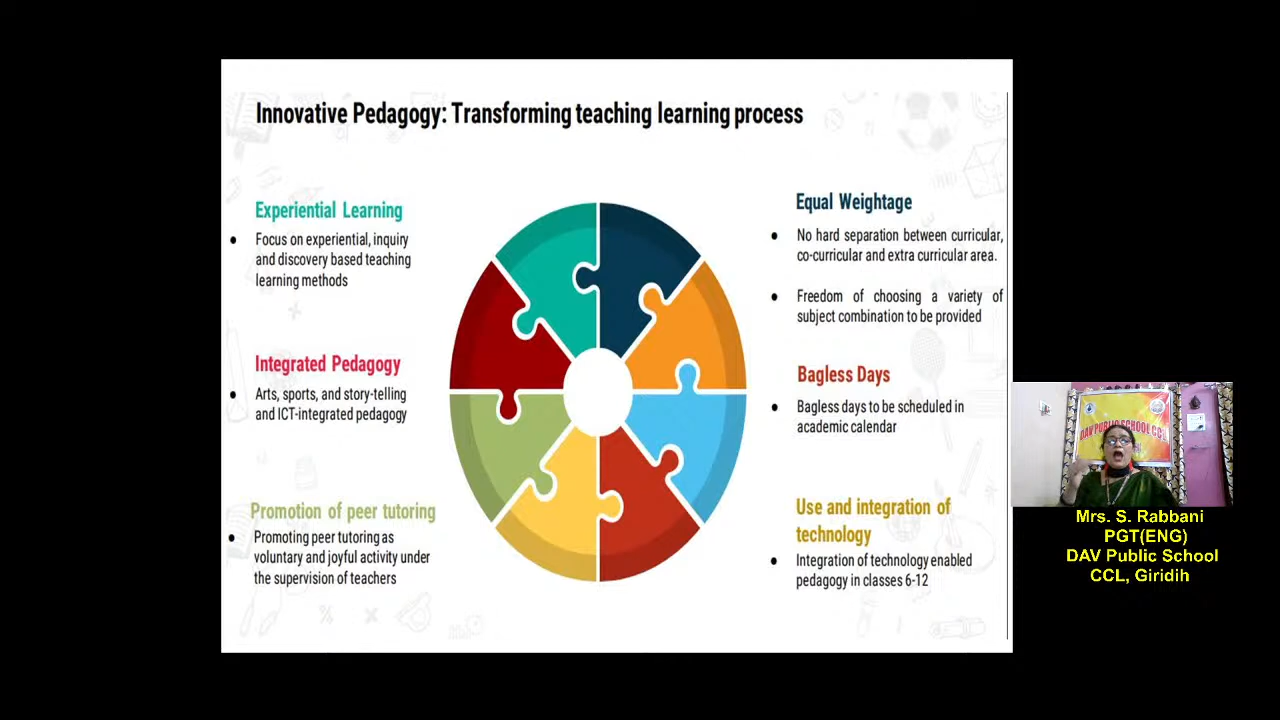 Innovative Pedagogy: Transforming teaching learning process
Experiential Learning
• Focus on experiential, inquiry
and discovery based teaching
learning methods
Integrated Pedagogy
• Arts, sports, and story-telling
and ICT-integrated pedagogy
Promotion of peer tutoring
• Promoting peer tutoring as
voluntary and joyful activity under
the supervision of teachers
Equal Weightage
• No hard separation between curricular,
co-curricular and extra curricular area.
• Freedom of choosing a variety of
subject combination to be provided
Bagless Days
• Bagless days to be scheduled in
academic calendar
Use and integration of
technology
• Integration of technology enabled
pedagogy in classes 6-12
DAV PUBLIC SCHOOL CCL
Mrs. S. Rabbani
PGT(ENG)
DAV Public School
CCL, Giridih